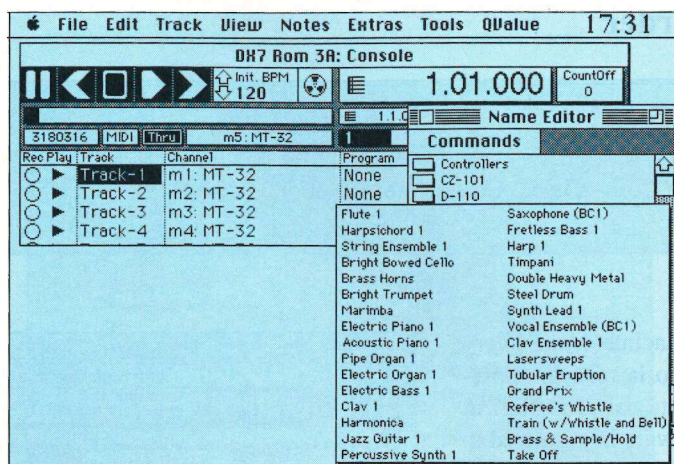 File Edit Track View Notes Extras Tools QValue 17:31
DX7 Rom 3A: Console
Init. BPM
120
1.01.000
CountOff
0
1.1.0
Name Editor
3180316 MIDI Thru m5: MT-32 1
Commands
Rec Play Track Channel Program
Controllers
Track-1 m1: MT-32 None
CZ-101
Track-2 m2: MT-32 None
D-110
Track-3 m3: MT-32
Track-4 m4: MT-32
Flute 1 Saxophone (BC1)
Harpsichord 1 Fretless Bass 1
String Ensemble 1 Harp 1
Bright Bowed Cello Timpani
Brass Horns Double Heavy Metal
Bright Trumpet Steel Drum
Marimba Synth Lead 1
Electric Piano 1 Vocal Ensemble (BC1)
Acoustic Piano 1 Clav Ensemble 1
Pipe Organ 1 Lasersweeps
Electric Organ 1 Tubular Eruption
Electric Bass 1 Grand Prix
Clav 1 Referee's Whistle
Harmonica Train (w/Whistle and Bell)
Jazz Guitar 1 Brass & Sample/Hold
Percussive Synth 1 Take Off